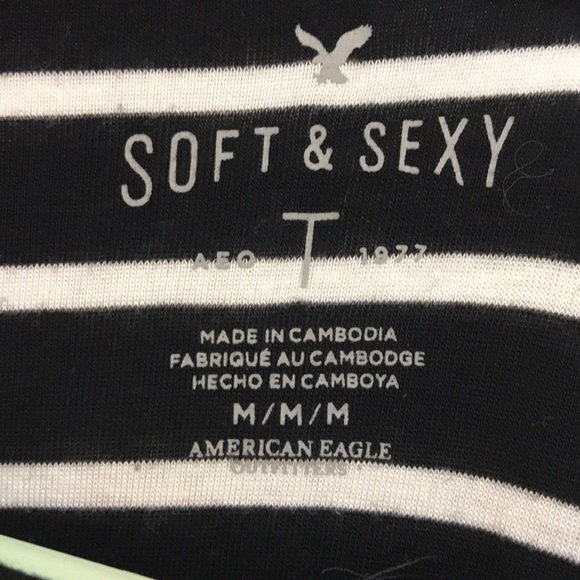 SOFT & SEXY
T
AEO 1977
MADE IN CAMBODIA
FABRIQUÉ AU CAMBODGE
HECHO EN CAMBOYA
M/M/M
AMERICAN EAGLE
OUTFITTERS